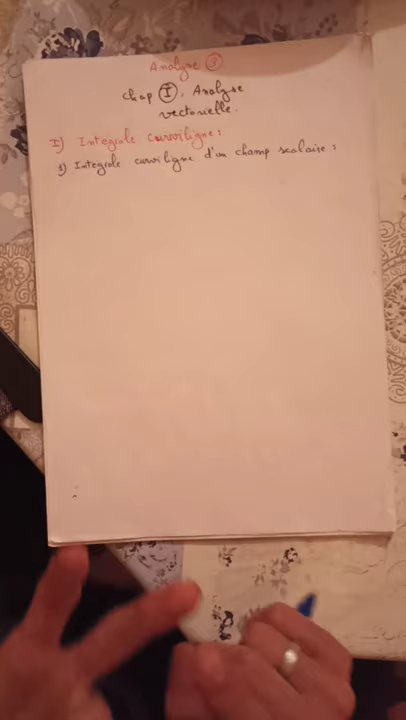 Analyse ③
Chap Ⓘ, Analyse
vectorielle.
I) Integrale curviligne :
1) Integrale curviligne d'un champ scalaire :